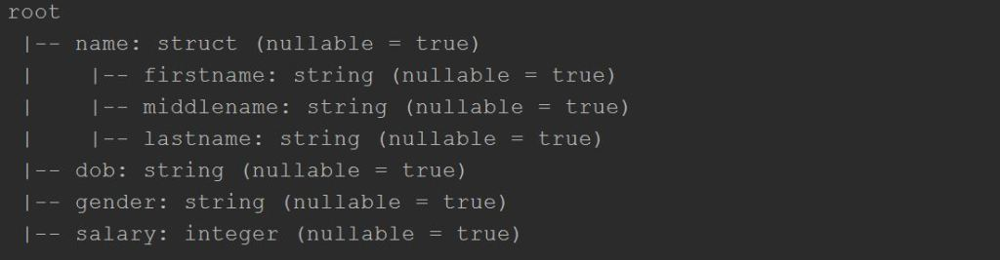 root
 |-- name: struct (nullable = true)
 |    |-- firstname: string (nullable = true)
 |    |-- middlename: string (nullable = true)
 |    |-- lastname: string (nullable = true)
 |-- dob: string (nullable = true)
 |-- gender: string (nullable = true)
 |-- salary: integer (nullable = true)